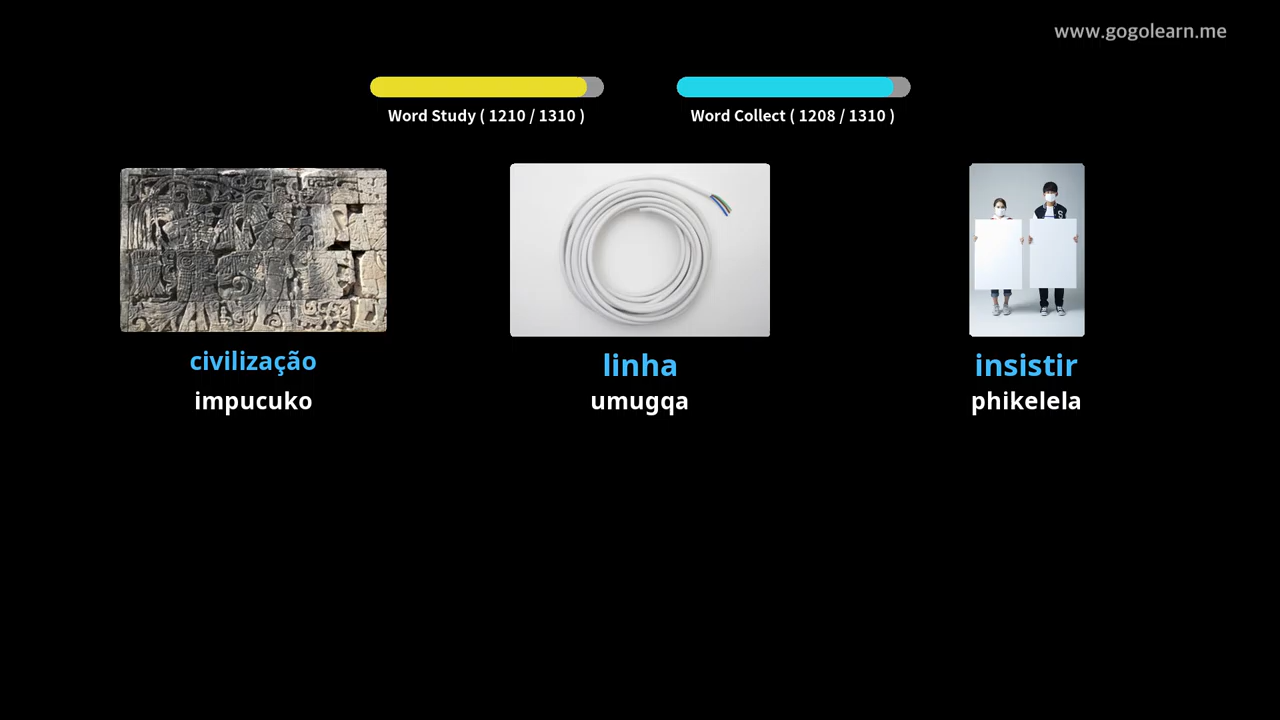 www.gogolearn.me
Word Study ( 1210 / 1310 )
Word Collect ( 1208 / 1310 )
civilização
impucuko
linha
umugqa
insistir
phikelela